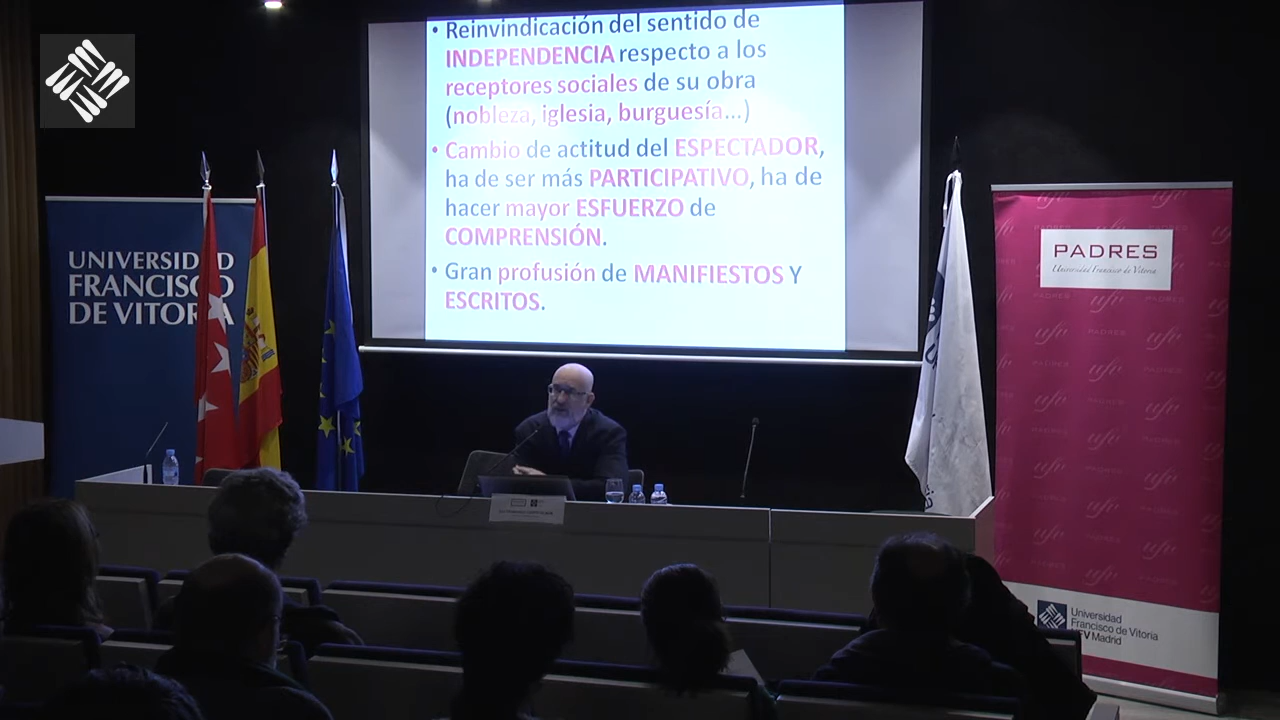 • Reinvindicación del sentido de
INDEPENDENCIA respecto a los
receptores sociales de su obra
(nobleza, iglesia, burguesía...)
• Cambio de actitud del ESPECTADOR,
ha de ser más PARTICIPATIVO, ha de
hacer mayor ESFUERZO de
COMPRENSIÓN.
• Gran profusión de MANIFIESTOS Y
ESCRITOS.
UNIVERSIDAD
FRANCISCO
DE VITORIA
PADRES
Universidad Francisco de Vitoria
ufv
PADRES
Universidad
Francisco de Vitoria
UFV Madrid